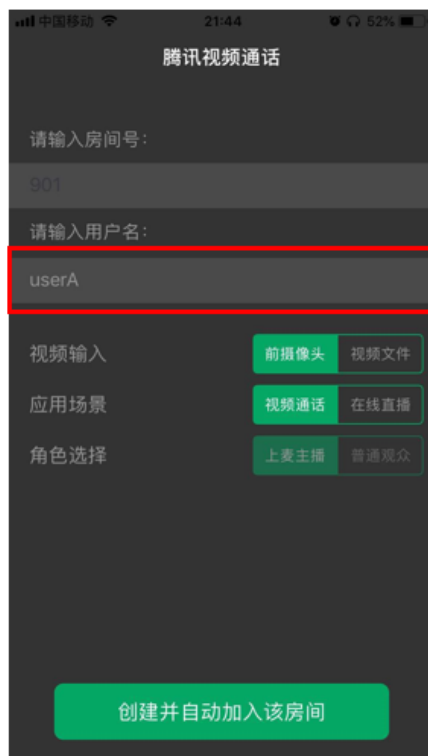 中国移动 21:44 52%
腾讯视频通话
请输入房间号：
901
请输入用户名：
userA
视频输入 前摄像头 视频文件
应用场景 视频通话 在线直播
角色选择 上麦主播 普通观众
创建并自动加入该房间